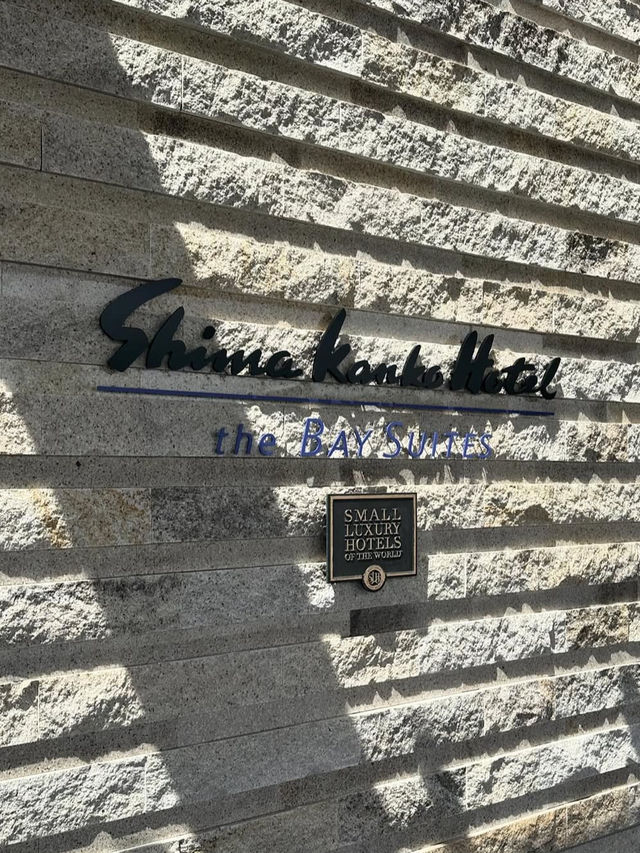 Shima Kanko Hotel
the BAY SUITES
SMALL
LUXURY
HOTELS
OF THE WORLD